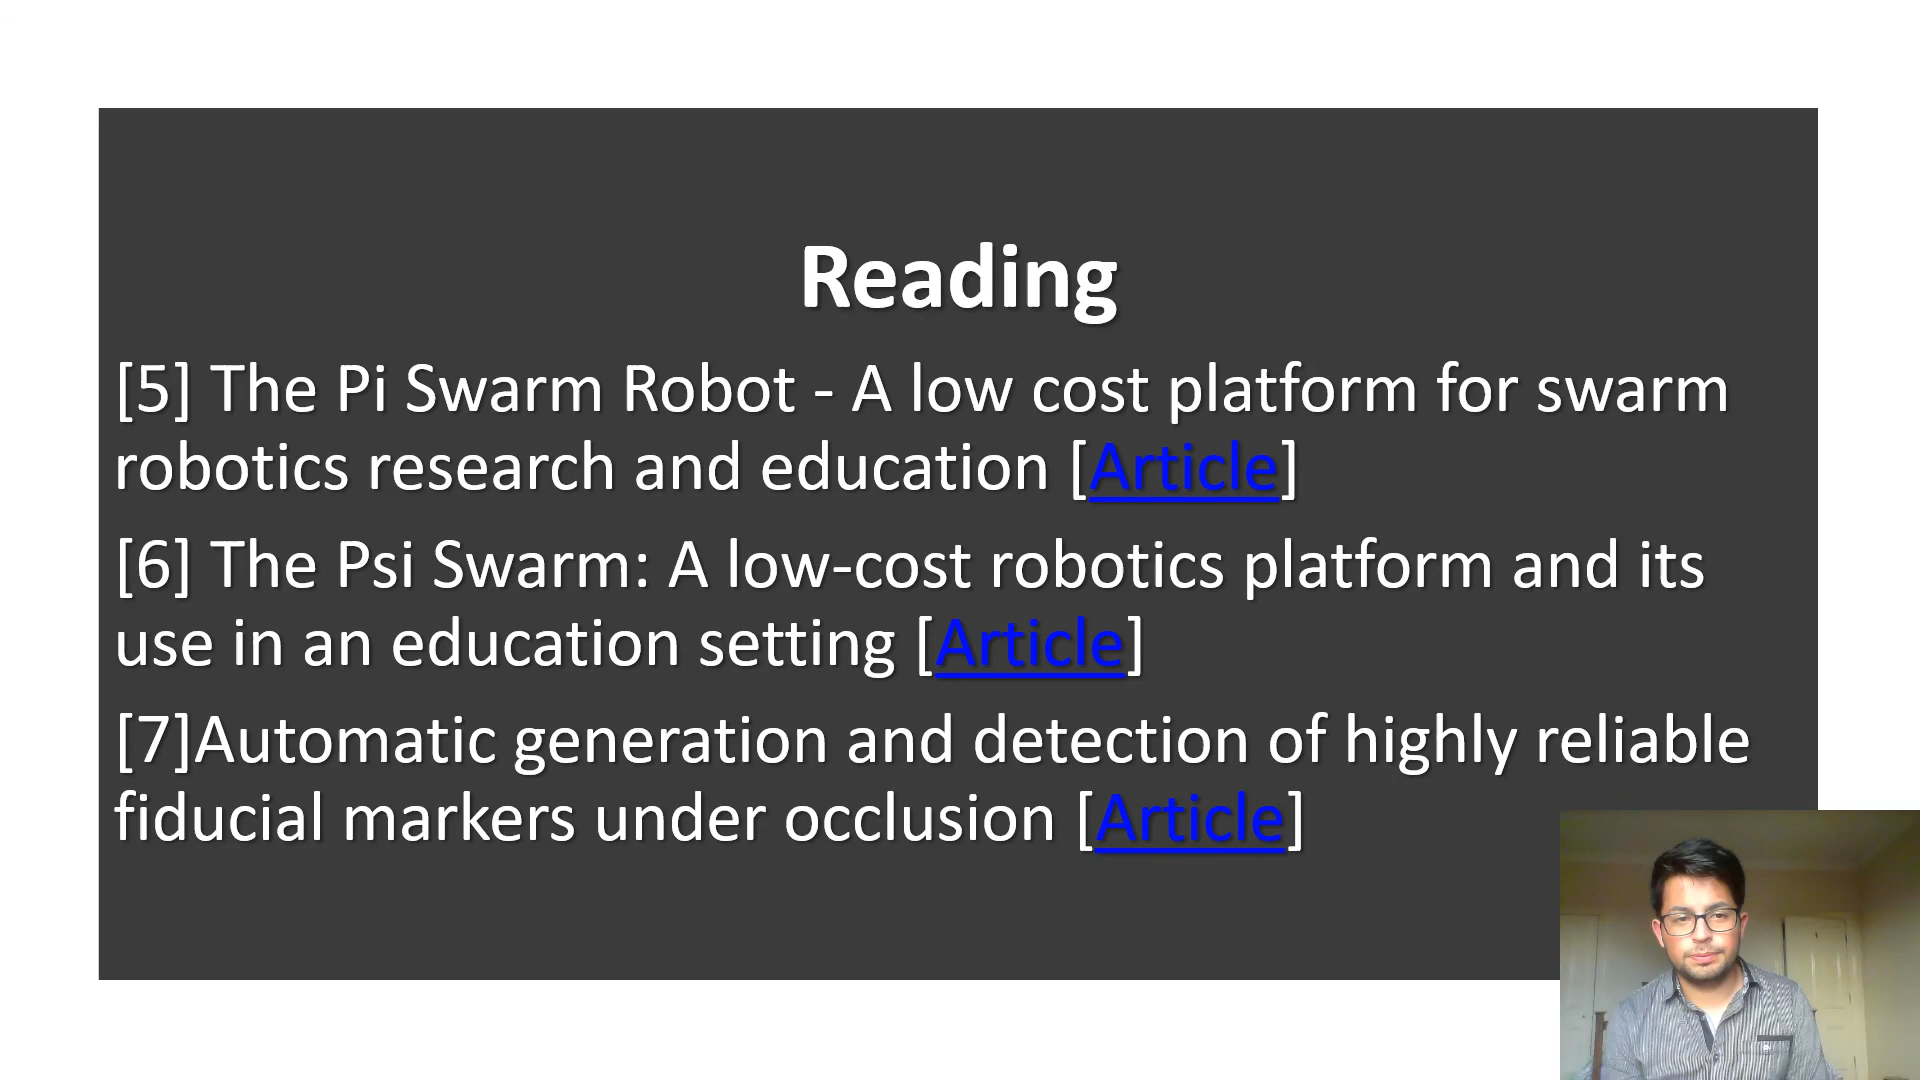 Reading
[5] The Pi Swarm Robot - A low cost platform for swarm
robotics research and education [Article]
[6] The Psi Swarm: A low-cost robotics platform and its
use in an education setting [Article]
[7]Automatic generation and detection of highly reliable
fiducial markers under occlusion [Article]